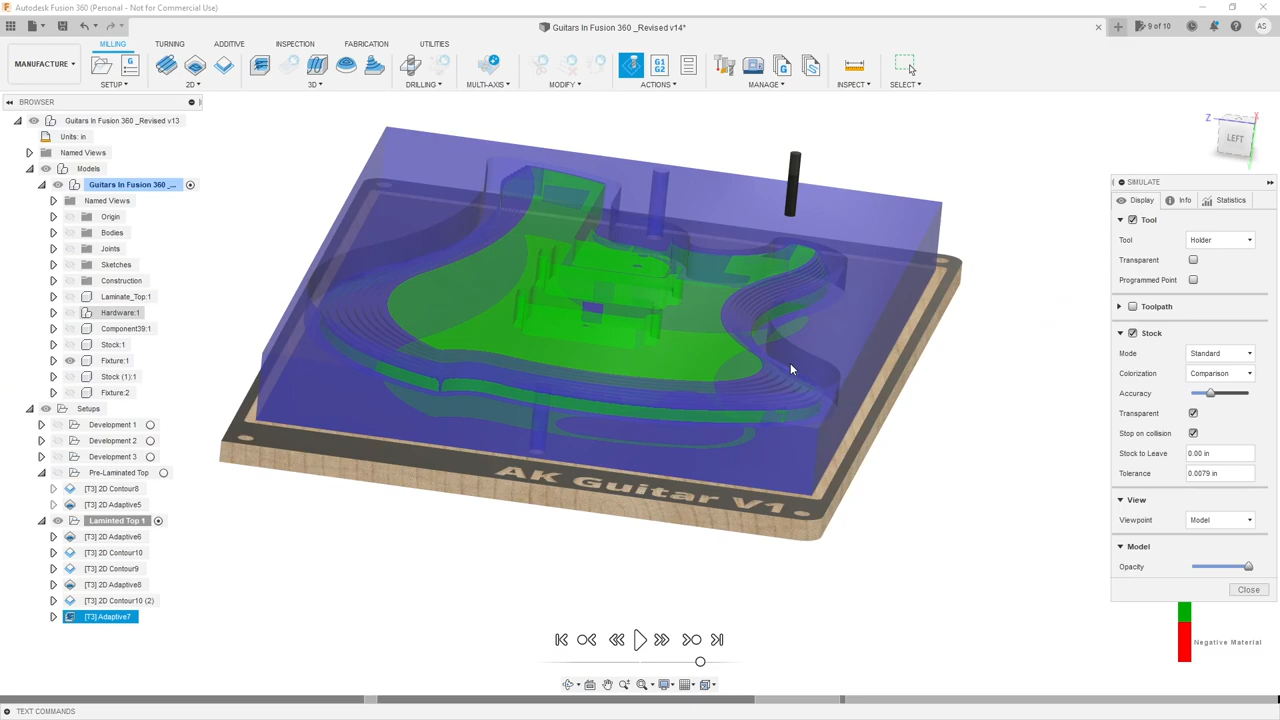 Autodesk Fusion 360 (Personal - Not for Commercial Use)
Guitars In Fusion 360 _Revised v14*
9 of 10
AS
MILLING
TURNING
ADDITIVE
INSPECTION
FABRICATION
UTILITIES
MANUFACTURE
SETUP
2D
3D
DRILLING
MULTI-AXIS
MODIFY
ACTIONS
MANAGE
INSPECT
SELECT
G1
G2
BROWSER
Guitars In Fusion 360 _Revised v13
Units: in
Named Views
Models
Guitars In Fusion 360 _...
Named Views
Origin
Bodies
Joints
Sketches
Construction
Laminate_Top:1
Hardware:1
Component39:1
Stock:1
Fixture:1
Stock (1):1
Fixture:2
Setups
Development 1
Development 2
Development 3
Pre-Laminated Top
[T3] 2D Contour8
[T3] 2D Adaptive5
Laminted Top 1
[T3] 2D Adaptive6
[T3] 2D Contour10
[T3] 2D Contour9
[T3] 2D Adaptive8
[T3] 2D Contour10 (2)
[T3] Adaptive7
AK Guitar V1
Z
LEFT
SIMULATE
Display
Info
Statistics
Tool
Tool
Holder
Transparent
Programmed Point
Toolpath
Stock
Mode
Standard
Colorization
Comparison
Accuracy
Transparent
Stop on collision
Stock to Leave
0.00 in
Tolerance
0.0079 in
View
Viewpoint
Model
Model
Opacity
Close
Negative Material
TEXT COMMANDS